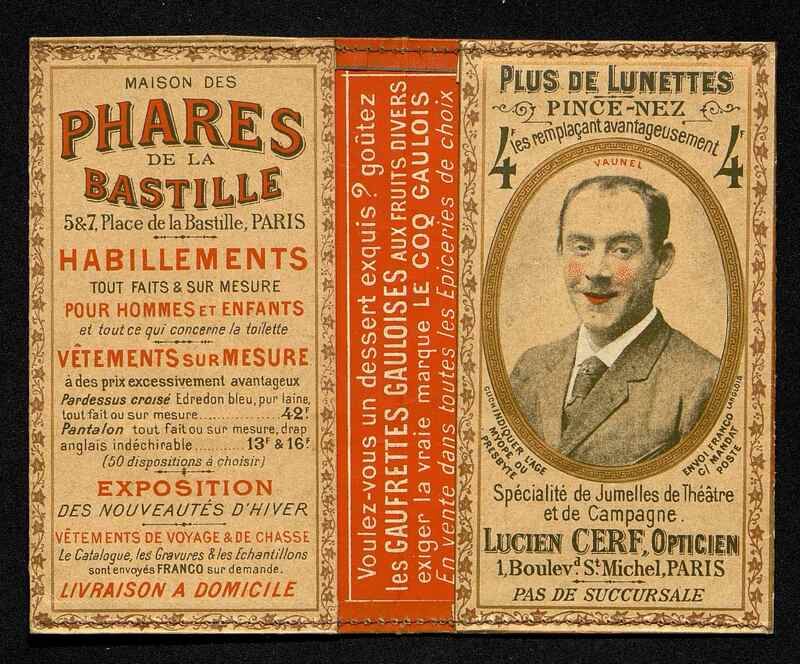 MAISON DES
PHARES
DE LA
BASTILLE
5&7, Place de la Bastille, PARIS
HABILLEMENTS
TOUT FAITS & SUR MESURE
POUR HOMMES ET ENFANTS
et tout ce qui concerne la toilette
VÊTEMENTS SUR MESURE
à des prix excessivement avantageux
Pardessus croisé Edredon bleu, pur laine,
tout fait ou sur mesure............... 42f
Pantalon tout fait ou sur mesure, drap
anglais indéchirable........... 13f & 16f
(50 dispositions à choisir)
EXPOSITION
DES NOUVEAUTÉS D'HIVER
VÊTEMENTS DE VOYAGE & DE CHASSE
Le Catalogue, les Gravures & les Echantillons
sont envoyés FRANCO sur demande.
LIVRAISON A DOMICILE
Voulez-vous un dessert exquis? goûtez
les GAUFRETTES GAULOISES AUX FRUITS DIVERS
exiger la vraie marque LE COQ GAULOIS
En vente dans toutes les Epiceries de choix
PLUS DE LUNETTES
PINCE-NEZ
4f les remplaçant avantageusement 4f
VAUNEL
INDIQUER L'AGE
MYOPE OU
PRESBYTE
LANGLOIS
ENVOI FRANCO
C/ MANDAT
POSTE
Spécialité de Jumelles de Théâtre
et de Campagne.
LUCIEN CERF, OPTICIEN
1, Boulevd St Michel, PARIS
PAS DE SUCCURSALE